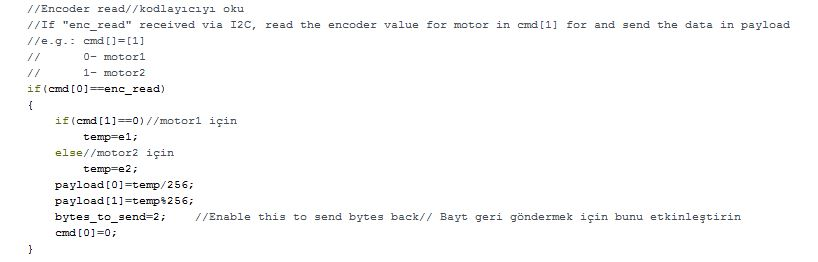 //Encoder read//kodlayıcıyı oku
//If "enc_read" received via I2C, read the encoder value for motor in cmd[1] for and send the data in payload
//e.g.: cmd[]=[1]
//      0- motor1
//      1- motor2
if(cmd[0]==enc_read)
{
    if(cmd[1]==0)//motor1 için
        temp=e1;
    else//motor2 için
        temp=e2;
    payload[0]=temp/256;
    payload[1]=temp%256;
    bytes_to_send=2;    //Enable this to send bytes back// Bayt geri göndermek için bunu etkinleştirin
    cmd[0]=0;
}